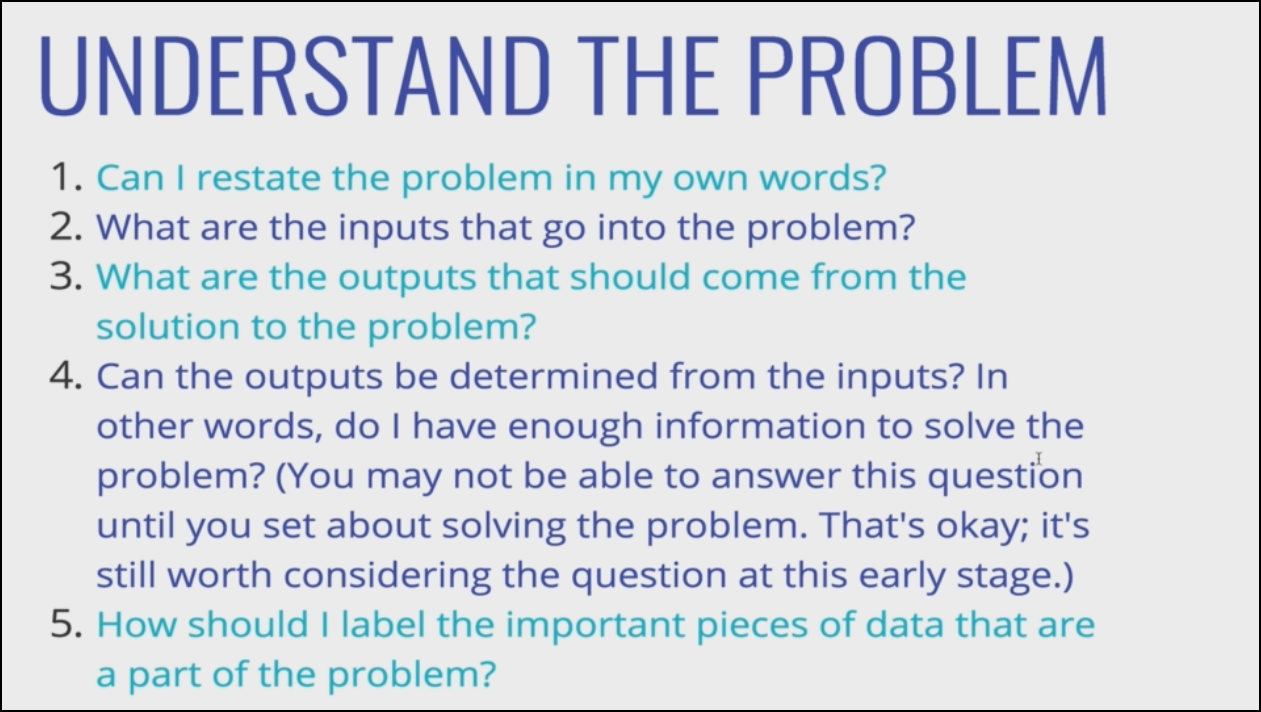 UNDERSTAND THE PROBLEM
1. Can I restate the problem in my own words?
2. What are the inputs that go into the problem?
3. What are the outputs that should come from the
solution to the problem?
4. Can the outputs be determined from the inputs? In
other words, do I have enough information to solve the
problem? (You may not be able to answer this question
until you set about solving the problem. That's okay; it's
still worth considering the question at this early stage.)
5. How should I label the important pieces of data that are
a part of the problem?